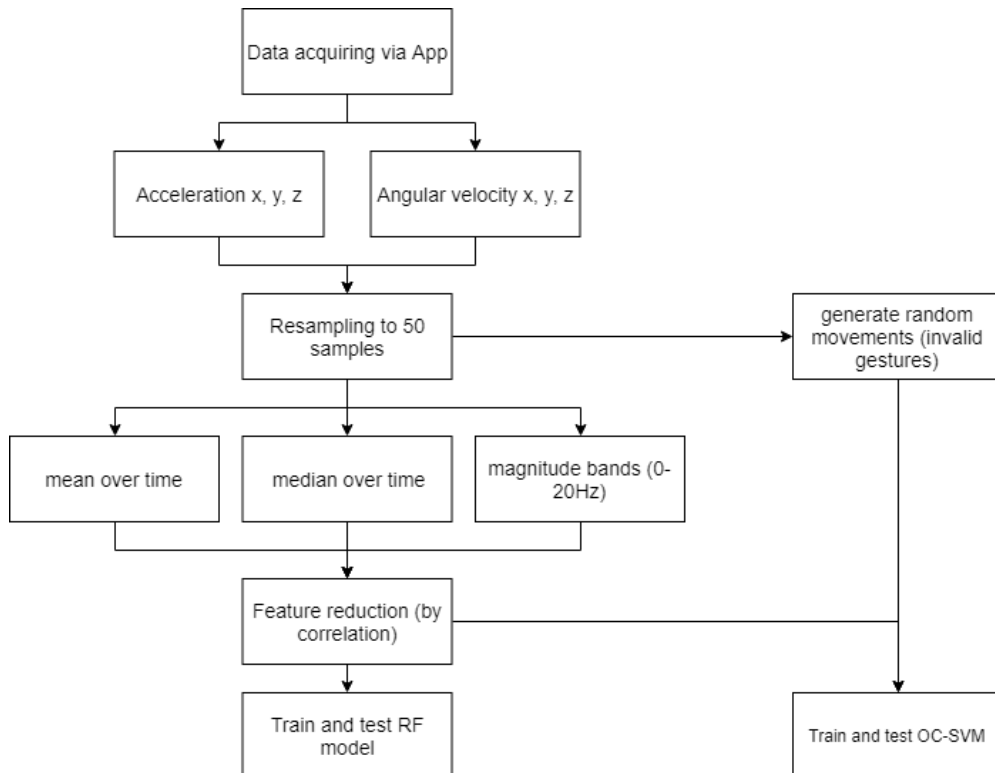 Data acquiring via App
Acceleration x, y, z
Angular velocity x, y, z
Resampling to 50
samples
generate random
movements (invalid
gestures)
mean over time
median over time
magnitude bands (0-
20Hz)
Feature reduction (by
correlation)
Train and test RF
model
Train and test OC-SVM